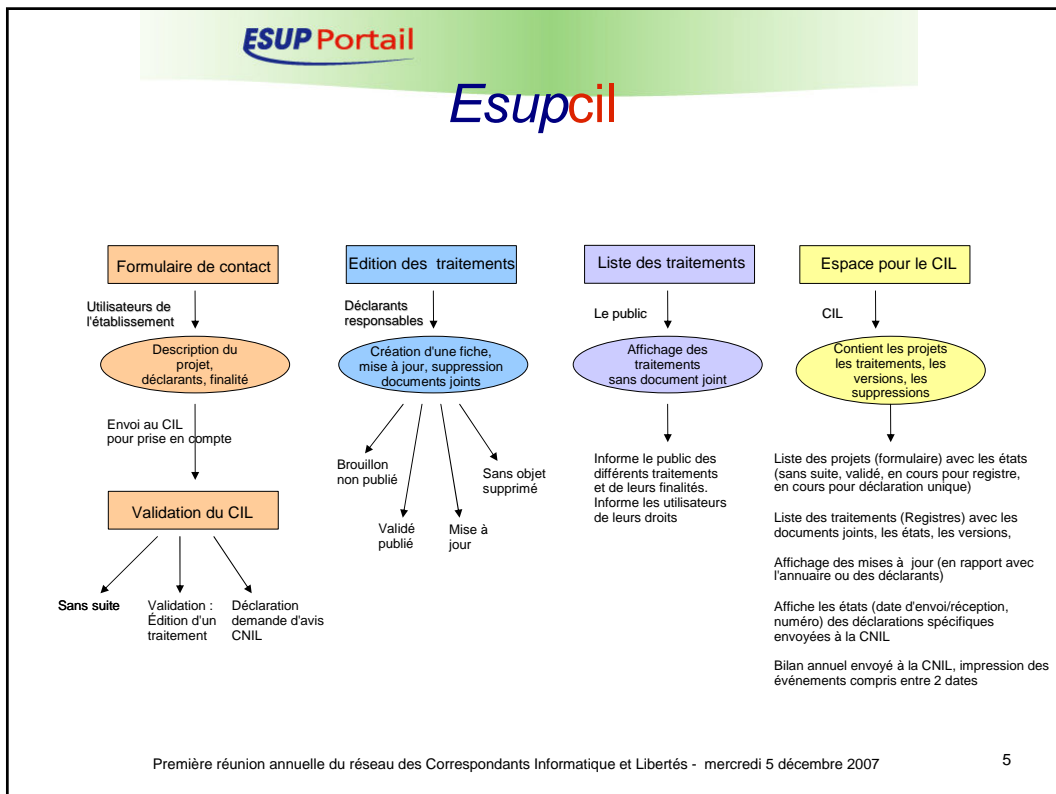 ESUP Portail
Esupcil
Formulaire de contact
Utilisateurs de
l'établissement
Description du
projet,
déclarants, finalité
Envoi au CIL
pour prise en compte
Validation du CIL
Sans suite
Validation :
Édition d'un
traitement
Déclaration
demande d'avis
CNIL
Edition des traitements
Déclarants
responsables
Création d'une fiche,
mise à jour, suppression
documents joints
Brouillon
non publié
Validé
publié
Mise à
jour
Sans objet
supprimé
Liste des traitements
Le public
Affichage des
traitements
sans document joint
Informe le public des
différents traitements
et de leurs finalités.
Informe les utilisateurs
de leurs droits
Espace pour le CIL
CIL
Contient les projets
les traitements, les
versions, les
suppressions
Liste des projets (formulaire) avec les états
(sans suite, validé, en cours pour registre,
en cours pour déclaration unique)
Liste des traitements (Registres) avec les
documents joints, les états, les versions,
Affichage des mises à jour (en rapport avec
l'annuaire ou des déclarants)
Affiche les états (date d'envoi/réception,
numéro) des déclarations spécifiques
envoyées à la CNIL
Bilan annuel envoyé à la CNIL, impression des
événements compris entre 2 dates
Première réunion annuelle du réseau des Correspondants Informatique et Libertés - mercredi 5 décembre 2007
5